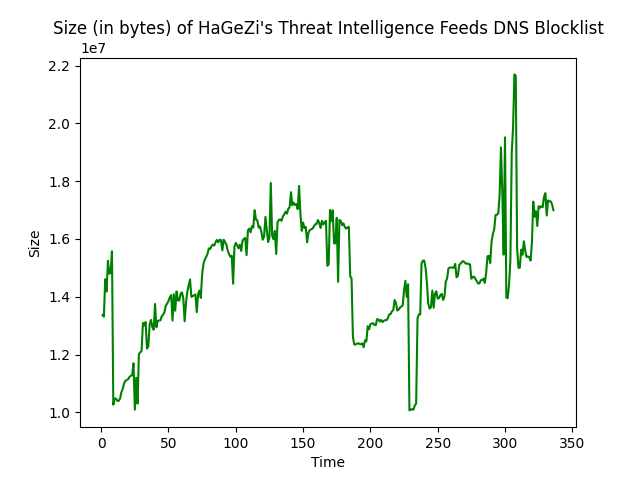 Size (in bytes) of HaGeZi's Threat Intelligence Feeds DNS Blocklist
1e7
2.2
2.0
1.8
1.6
1.4
1.2
1.0
Size
0 50 100 150 200 250 300 350
Time